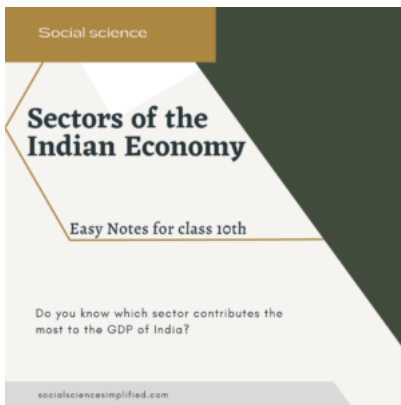 Social science
Sectors of the
Indian Economy
Easy Notes for class 10th
Do you know which sector contributes the
most to the GDP of India?
socialsciencesimplified.com